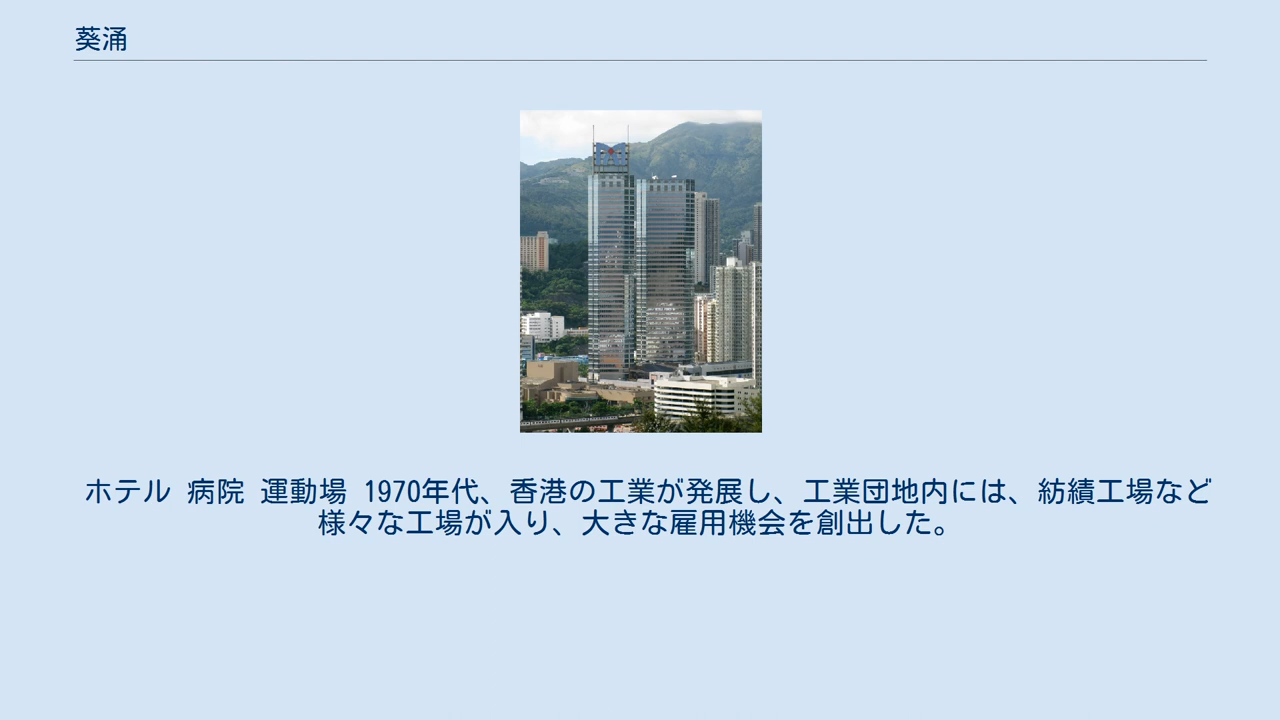 葵涌
ホテル 病院 運動場 1970年代、香港の工業が発展し、工業団地内には、紡績工場など
様々な工場が入り、大きな雇用機会を創出した。